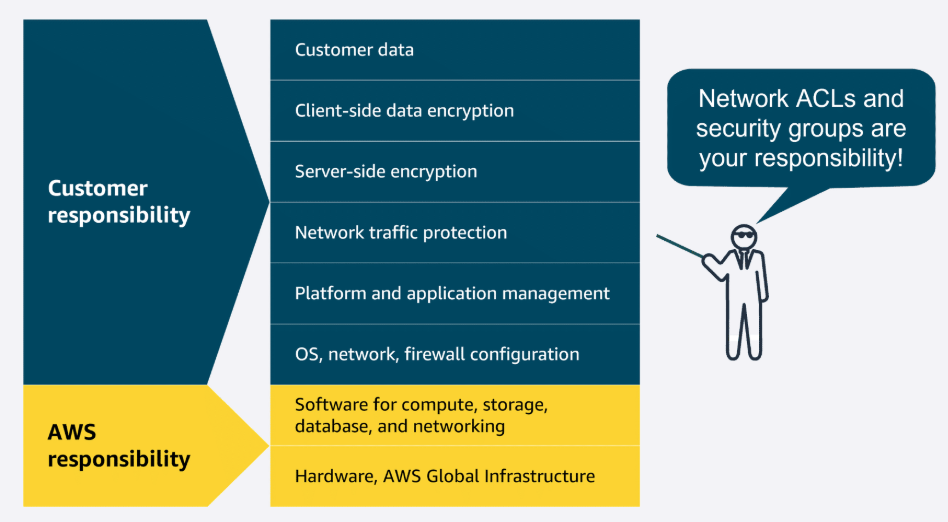 Customer
responsibility
Customer data
Client-side data encryption
Server-side encryption
Network traffic protection
Platform and application management
OS, network, firewall configuration
AWS
responsibility
Software for compute, storage,
database, and networking
Hardware, AWS Global Infrastructure
Network ACLs and
security groups are
your responsibility!